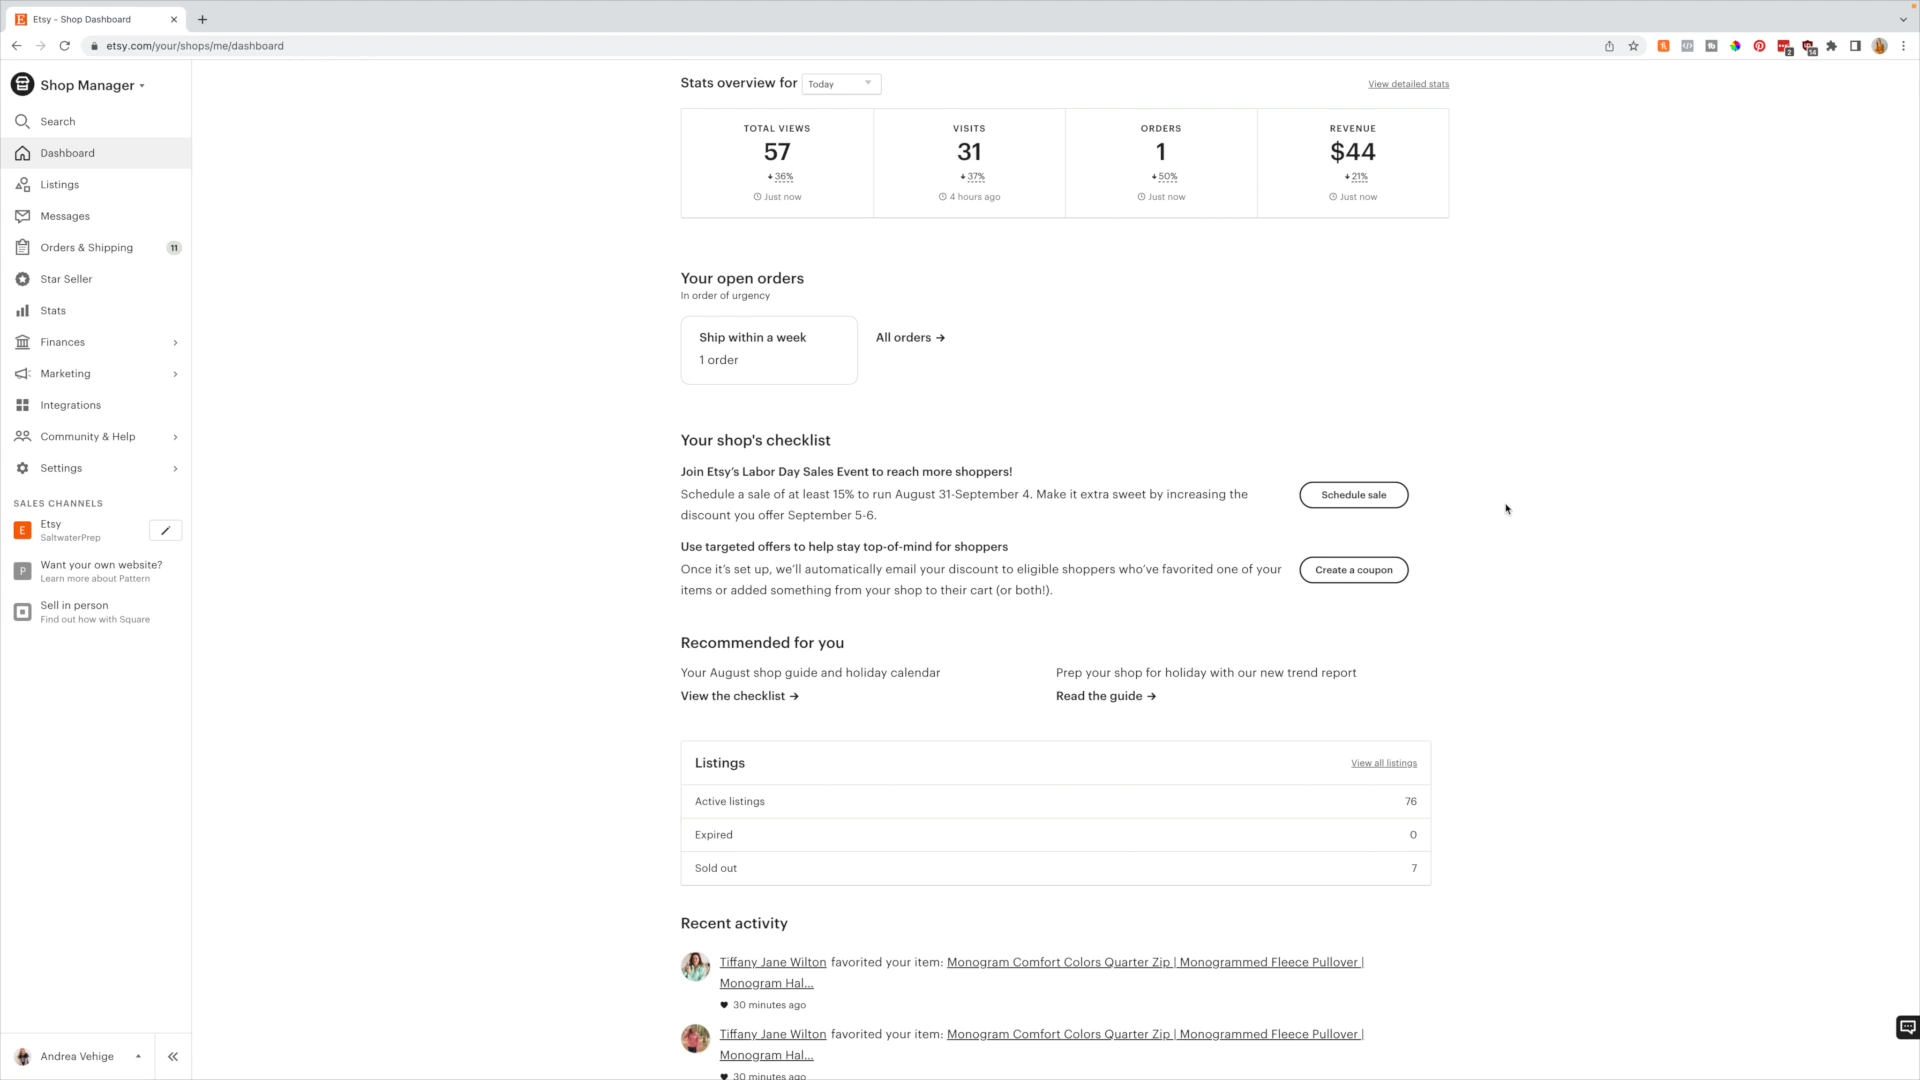 Etsy - Shop Dashboard
etsy.com/your/shops/me/dashboard
2
14
Shop Manager
Search
Dashboard
Listings
Messages
Orders & Shipping 11
Star Seller
Stats
Finances
Marketing
Integrations
Community & Help
Settings
SALES CHANNELS
E
Etsy
SaltwaterPrep
P
Want your own website?
Learn more about Pattern
Sell in person
Find out how with Square
Andrea Vehige
Stats overview for Today View detailed stats
TOTAL VIEWS VISITS ORDERS REVENUE
57 31 1 $44
36% 37% 50% 21%
Just now 4 hours ago Just now Just now
Your open orders
In order of urgency
Ship within a week All orders →
1 order
Your shop's checklist
Join Etsy’s Labor Day Sales Event to reach more shoppers!
Schedule a sale of at least 15% to run August 31-September 4. Make it extra sweet by increasing the
discount you offer September 5-6.
Schedule sale
Use targeted offers to help stay top-of-mind for shoppers
Once it’s set up, we’ll automatically email your discount to eligible shoppers who’ve favorited one of your
items or added something from your shop to their cart (or both!).
Create a coupon
Recommended for you
Your August shop guide and holiday calendar
View the checklist →
Prep your shop for holiday with our new trend report
Read the guide →
Listings View all listings
Active listings 76
Expired 0
Sold out 7
Recent activity
Tiffany Jane Wilton favorited your item: Monogram Comfort Colors Quarter Zip | Monogrammed Fleece Pullover |
Monogram Hal...
30 minutes ago
Tiffany Jane Wilton favorited your item: Monogram Comfort Colors Quarter Zip | Monogrammed Fleece Pullover |
Monogram Hal...
30 minutes ago